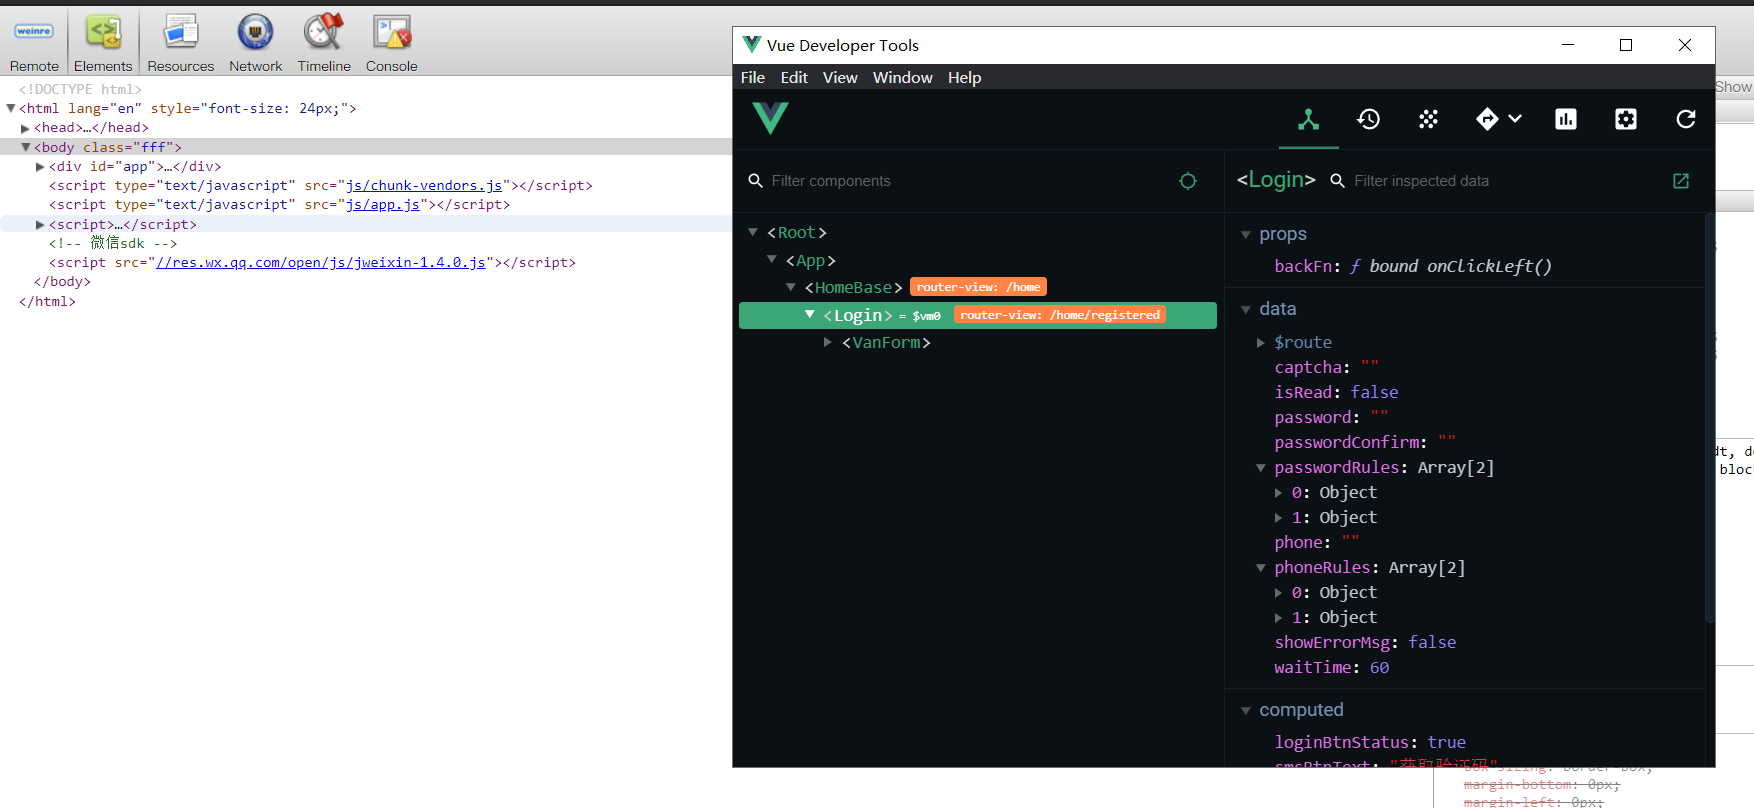 weinre
Remote Elements Resources Network Timeline Console
<!DOCTYPE html>
<html lang="en" style="font-size: 24px;">
<head>…</head>
<body class="fff">
<div id="app">…</div>
<script type="text/javascript" src="js/chunk-vendors.js"></script>
<script type="text/javascript" src="js/app.js"></script>
<script>…</script>
<!-- 微信sdk -->
<script src="//res.wx.qq.com/open/js/jweixin-1.4.0.js"></script>
</body>
</html>
Vue Developer Tools
File Edit View Window Help
Filter components
<Root>
<App>
<HomeBase> router-view: /home
<Login> = $vm0 router-view: /home/registered
<VanForm>
<Login> Filter inspected data
props
backFn: ƒ bound onClickLeft()
data
$route
captcha: ""
isRead: false
password: ""
passwordConfirm: ""
passwordRules: Array[2]
0: Object
1: Object
phone: ""
phoneRules: Array[2]
0: Object
1: Object
showErrorMsg: false
waitTime: 60
computed
loginBtnStatus: true
smsBtnText: "获取验证码"
Show
dt, d
bloc
box-sizing: border-box;
margin-bottom: 0px;
margin-left: 0px;